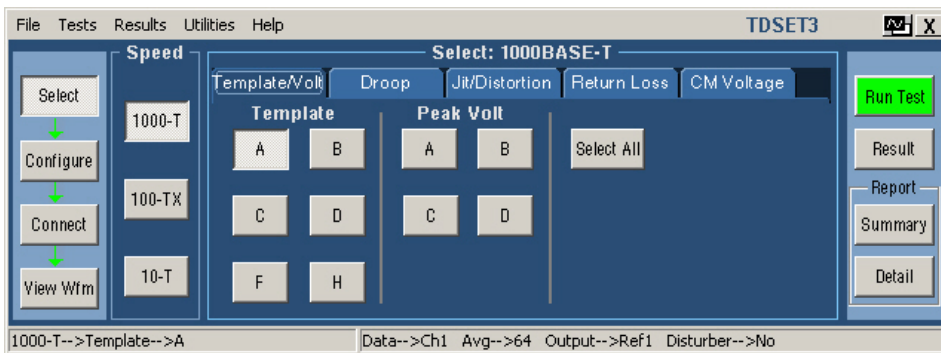 File Tests Results Utilities Help TDSET3 X
Speed Select: 1000BASE-T
Template/Volt Droop Jit/Distortion Return Loss CM Voltage
Select 1000-T Template Peak Volt Run Test
A B A B Select All
Configure Result
100-TX Report
Connect C D C D Summary
View Wfm 10-T F H Detail
1000-T-->Template-->A Data-->Ch1 Avg-->64 Output-->Ref1 Disturber-->No